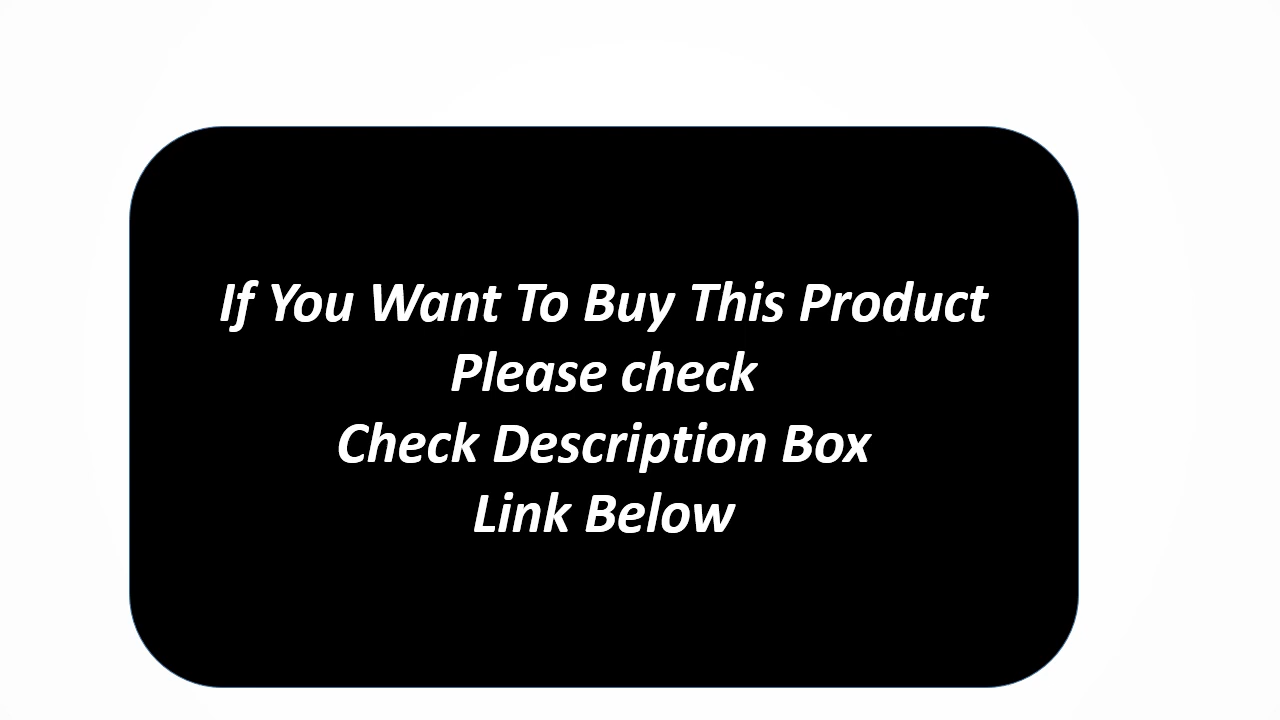 If You Want To Buy This Product
Please check
Check Description Box
Link Below